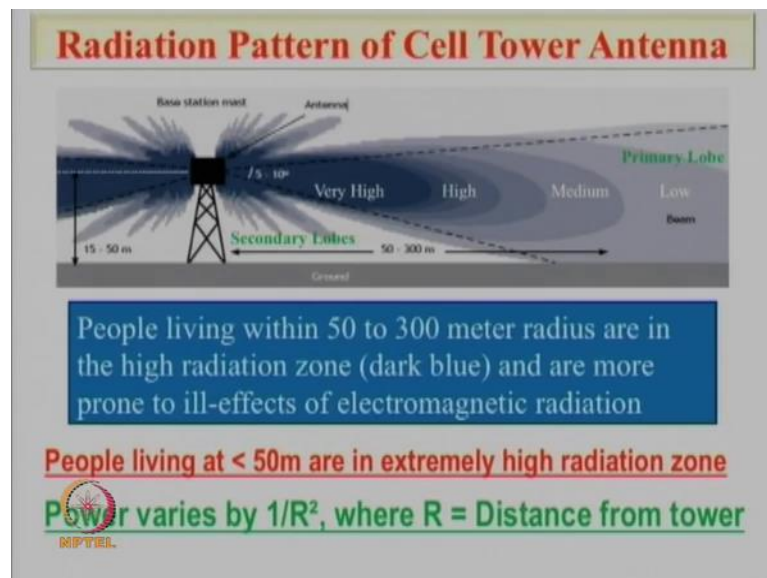 Radiation Pattern of Cell Tower Antenna
Base station mast
Antenna
Primary Lobe
5 - 10°
Very High
High
Medium
Low
Beam
Secondary Lobes
15 - 50 m
50 - 300 m
Ground
People living within 50 to 300 meter radius are in
the high radiation zone (dark blue) and are more
prone to ill-effects of electromagnetic radiation
People living at < 50m are in extremely high radiation zone
Power varies by 1/R², where R = Distance from tower
NPTEL